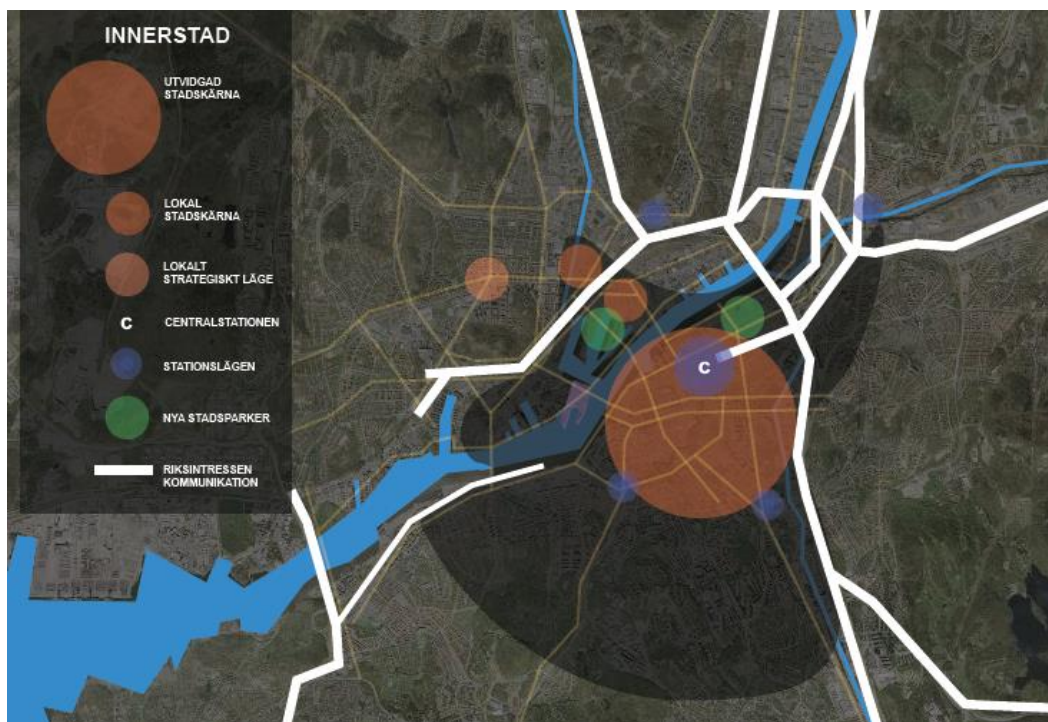 INNERSTAD
UTVIDGAD
STADSKÄRNA
LOKAL
STADSKÄRNA
LOKALT
STRATEGISKT LÄGE
C CENTRALSTATIONEN
STATIONSLÄGEN
NYA STADSPARKER
RIKSINTRESSEN
KOMMUNIKATION
C